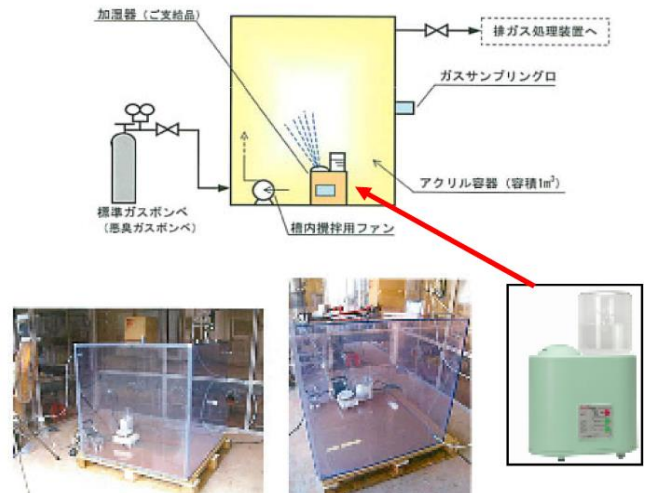 加湿器（ご支給品）
排ガス処理装置へ
ガスサンプリング口
アクリル容器（容積1m³）
標準ガスボンベ
（悪臭ガスボンベ）
槽内攪拌用ファン